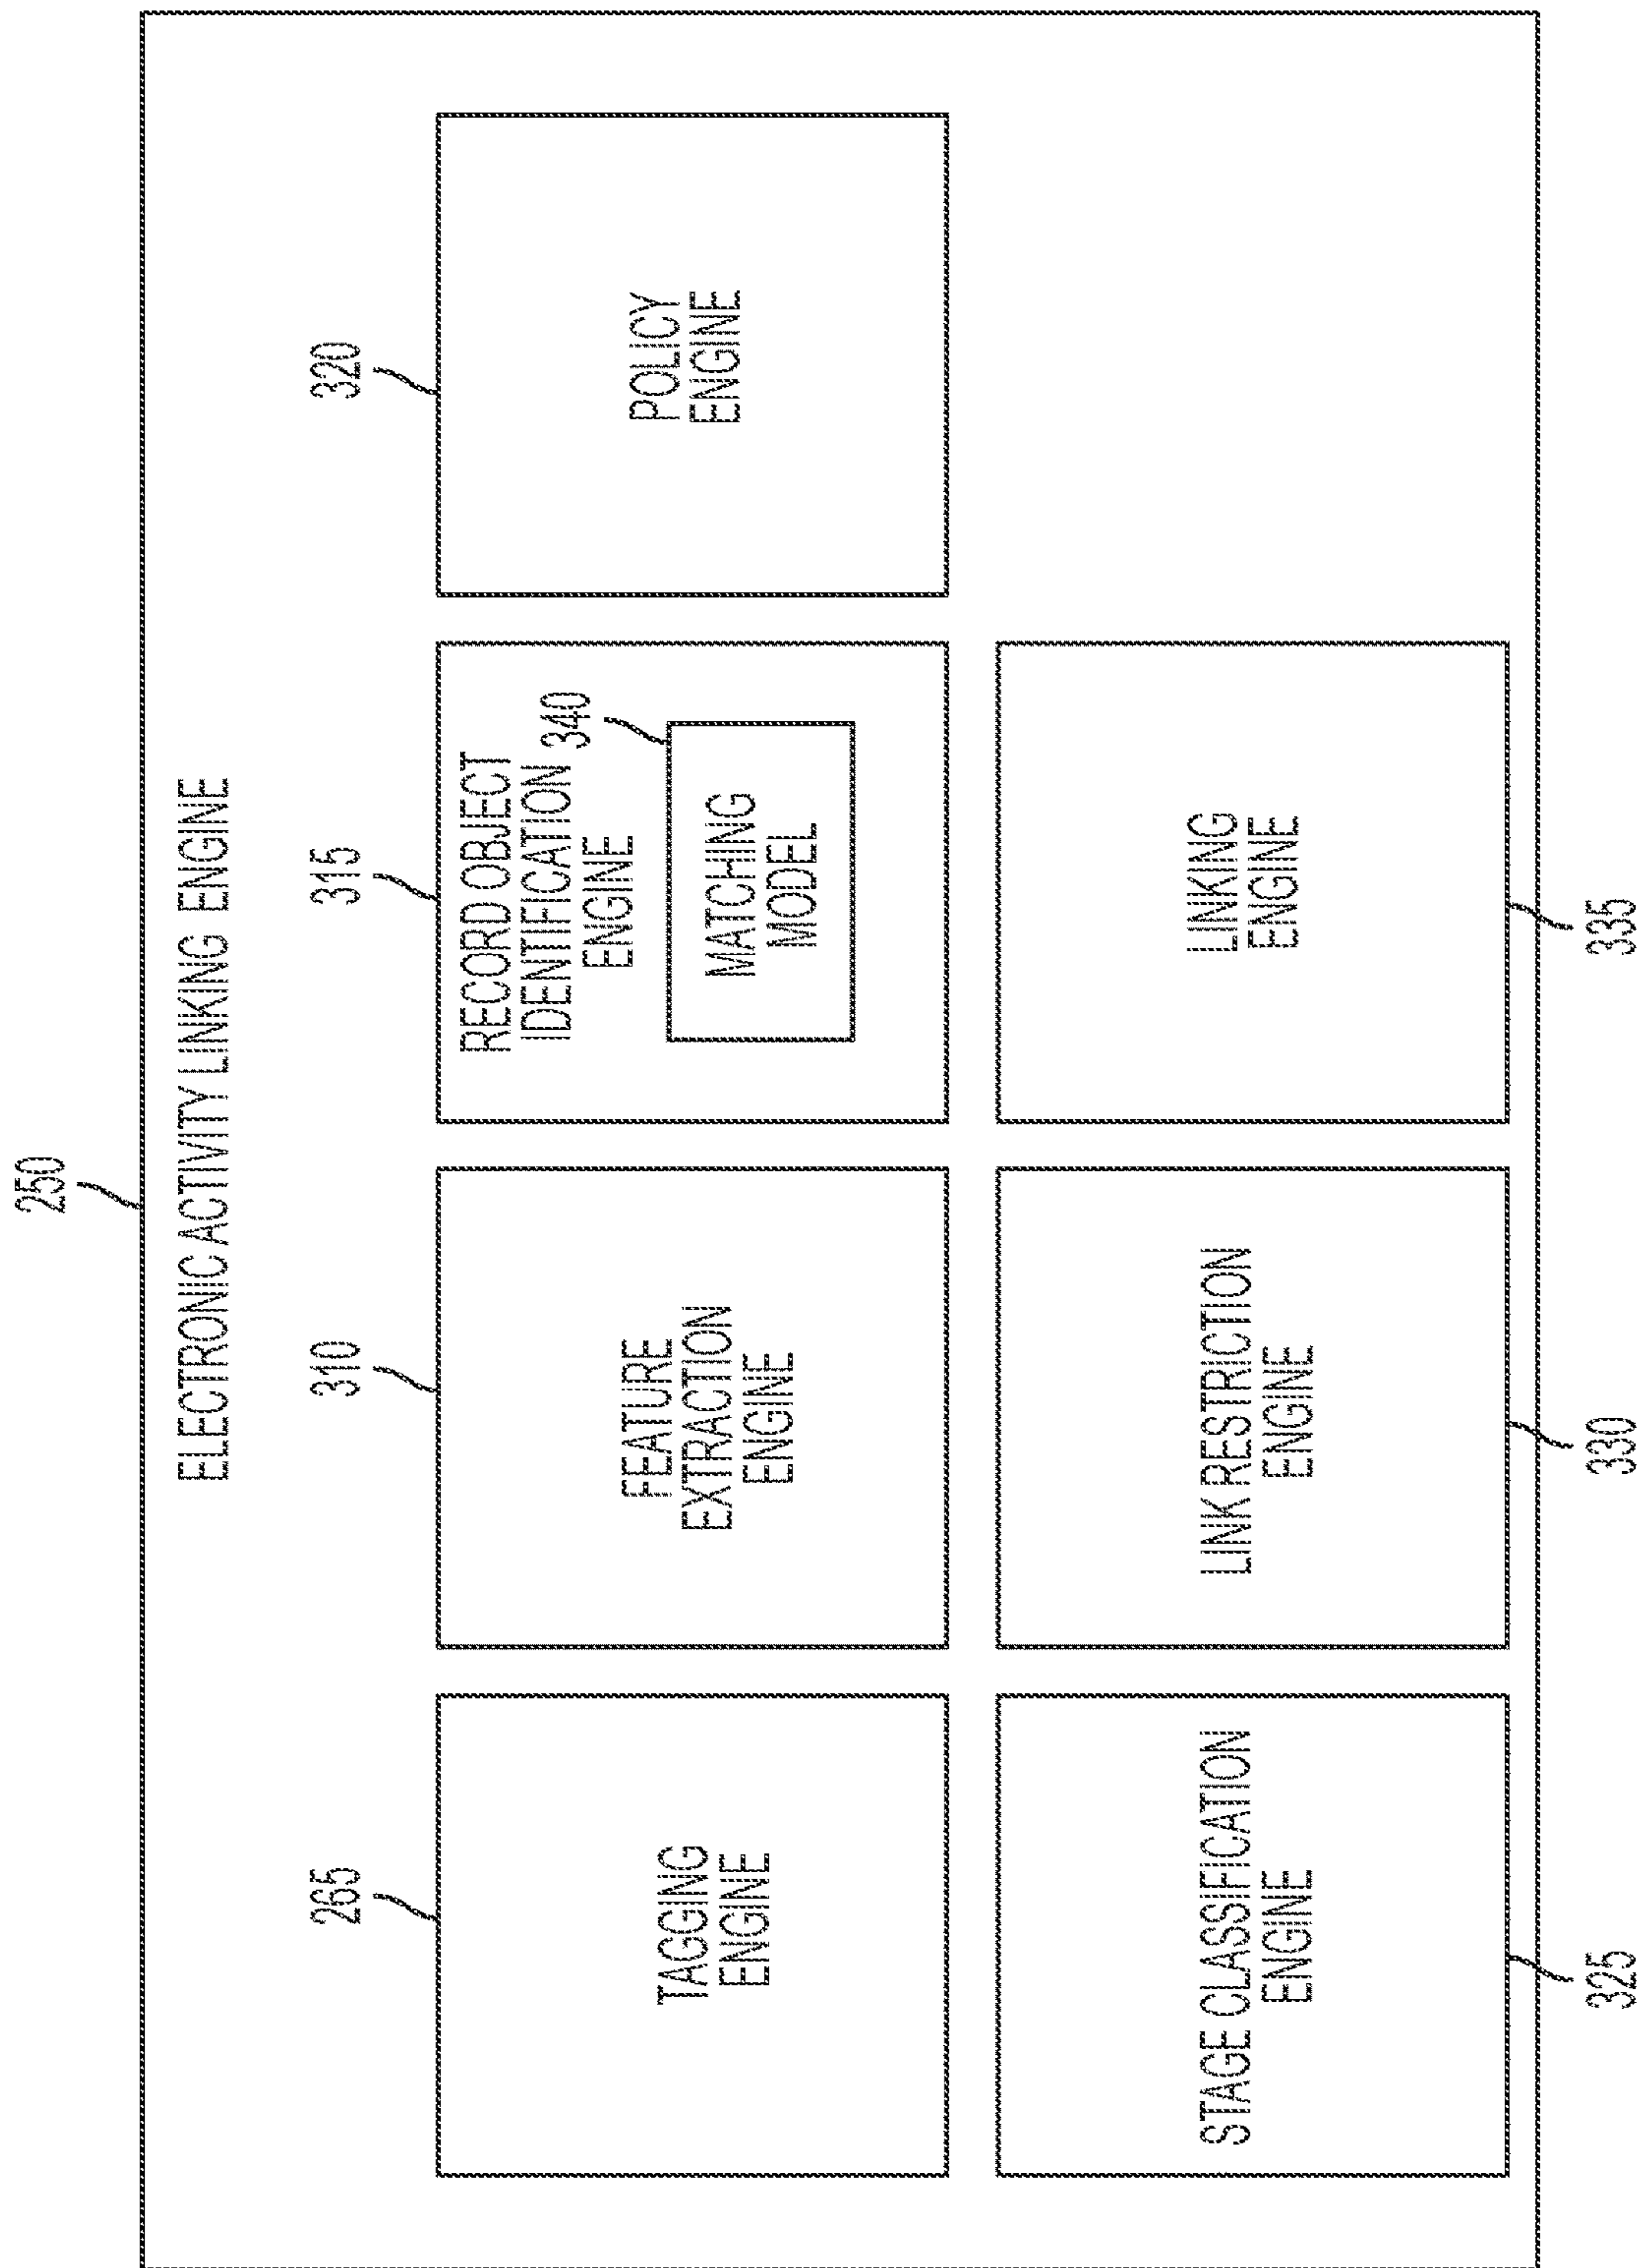 250
ELECTRONIC ACTIVITY LINKING ENGINE
265
TAGGING
ENGINE
310
FEATURE
EXTRACTION
ENGINE
315
RECORD OBJECT
IDENTIFICATION
ENGINE
340
MATCHING
MODEL
320
POLICY
ENGINE
STAGE CLASSIFICATION
ENGINE
325
LINK RESTRICTION
ENGINE
330
LINKING
ENGINE
335